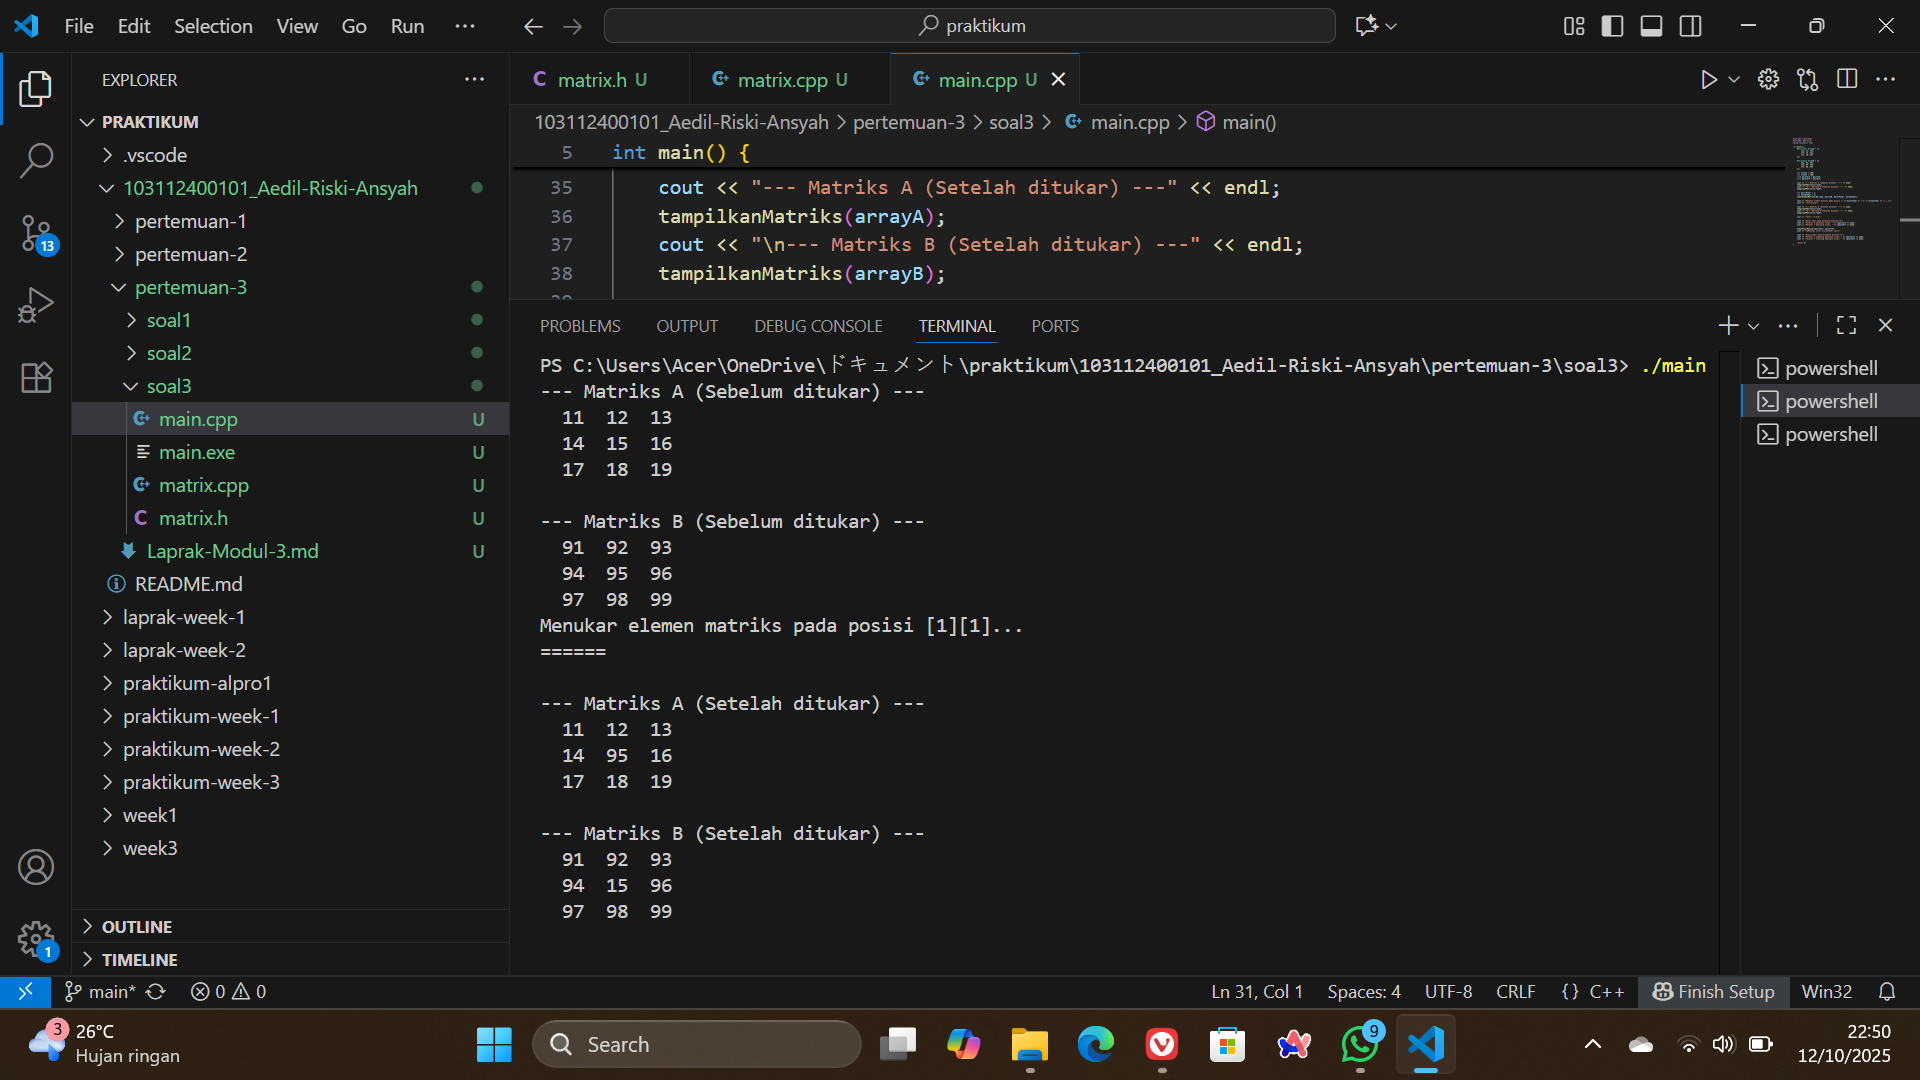 File Edit Selection View Go Run ··· praktikum
EXPLORER
PRAKTIKUM
.vscode
103112400101_Aedil-Riski-Ansyah
pertemuan-1
pertemuan-2
pertemuan-3
soal1
soal2
soal3
main.cpp U
main.exe U
matrix.cpp U
matrix.h U
Laprak-Modul-3.md U
README.md
laprak-week-1
laprak-week-2
praktikum-alpro1
praktikum-week-1
praktikum-week-2
praktikum-week-3
week1
week3
OUTLINE
TIMELINE
13
1
matrix.h U matrix.cpp U main.cpp U
103112400101_Aedil-Riski-Ansyah > pertemuan-3 > soal3 > main.cpp > main()
5 int main() {
35 cout << "--- Matriks A (Setelah ditukar) ---" << endl;
36 tampilkanMatriks(arrayA);
37 cout << "\n--- Matriks B (Setelah ditukar) ---" << endl;
38 tampilkanMatriks(arrayB);
PROBLEMS OUTPUT DEBUG CONSOLE TERMINAL PORTS
PS C:\Users\Acer\OneDrive\ドキュメント\praktikum\103112400101_Aedil-Riski-Ansyah\pertemuan-3\soal3> ./main
--- Matriks A (Sebelum ditukar) ---
11 12 13
14 15 16
17 18 19
--- Matriks B (Sebelum ditukar) ---
91 92 93
94 95 96
97 98 99
Menukar elemen matriks pada posisi [1][1]...
======
--- Matriks A (Setelah ditukar) ---
11 12 13
14 95 16
17 18 19
--- Matriks B (Setelah ditukar) ---
91 92 93
94 15 96
97 98 99
powershell
powershell
powershell
main* 0 0 Ln 31, Col 1 Spaces: 4 UTF-8 CRLF {} C++ Finish Setup Win32
3
26°C
Hujan ringan
Search
9
22:50
12/10/2025